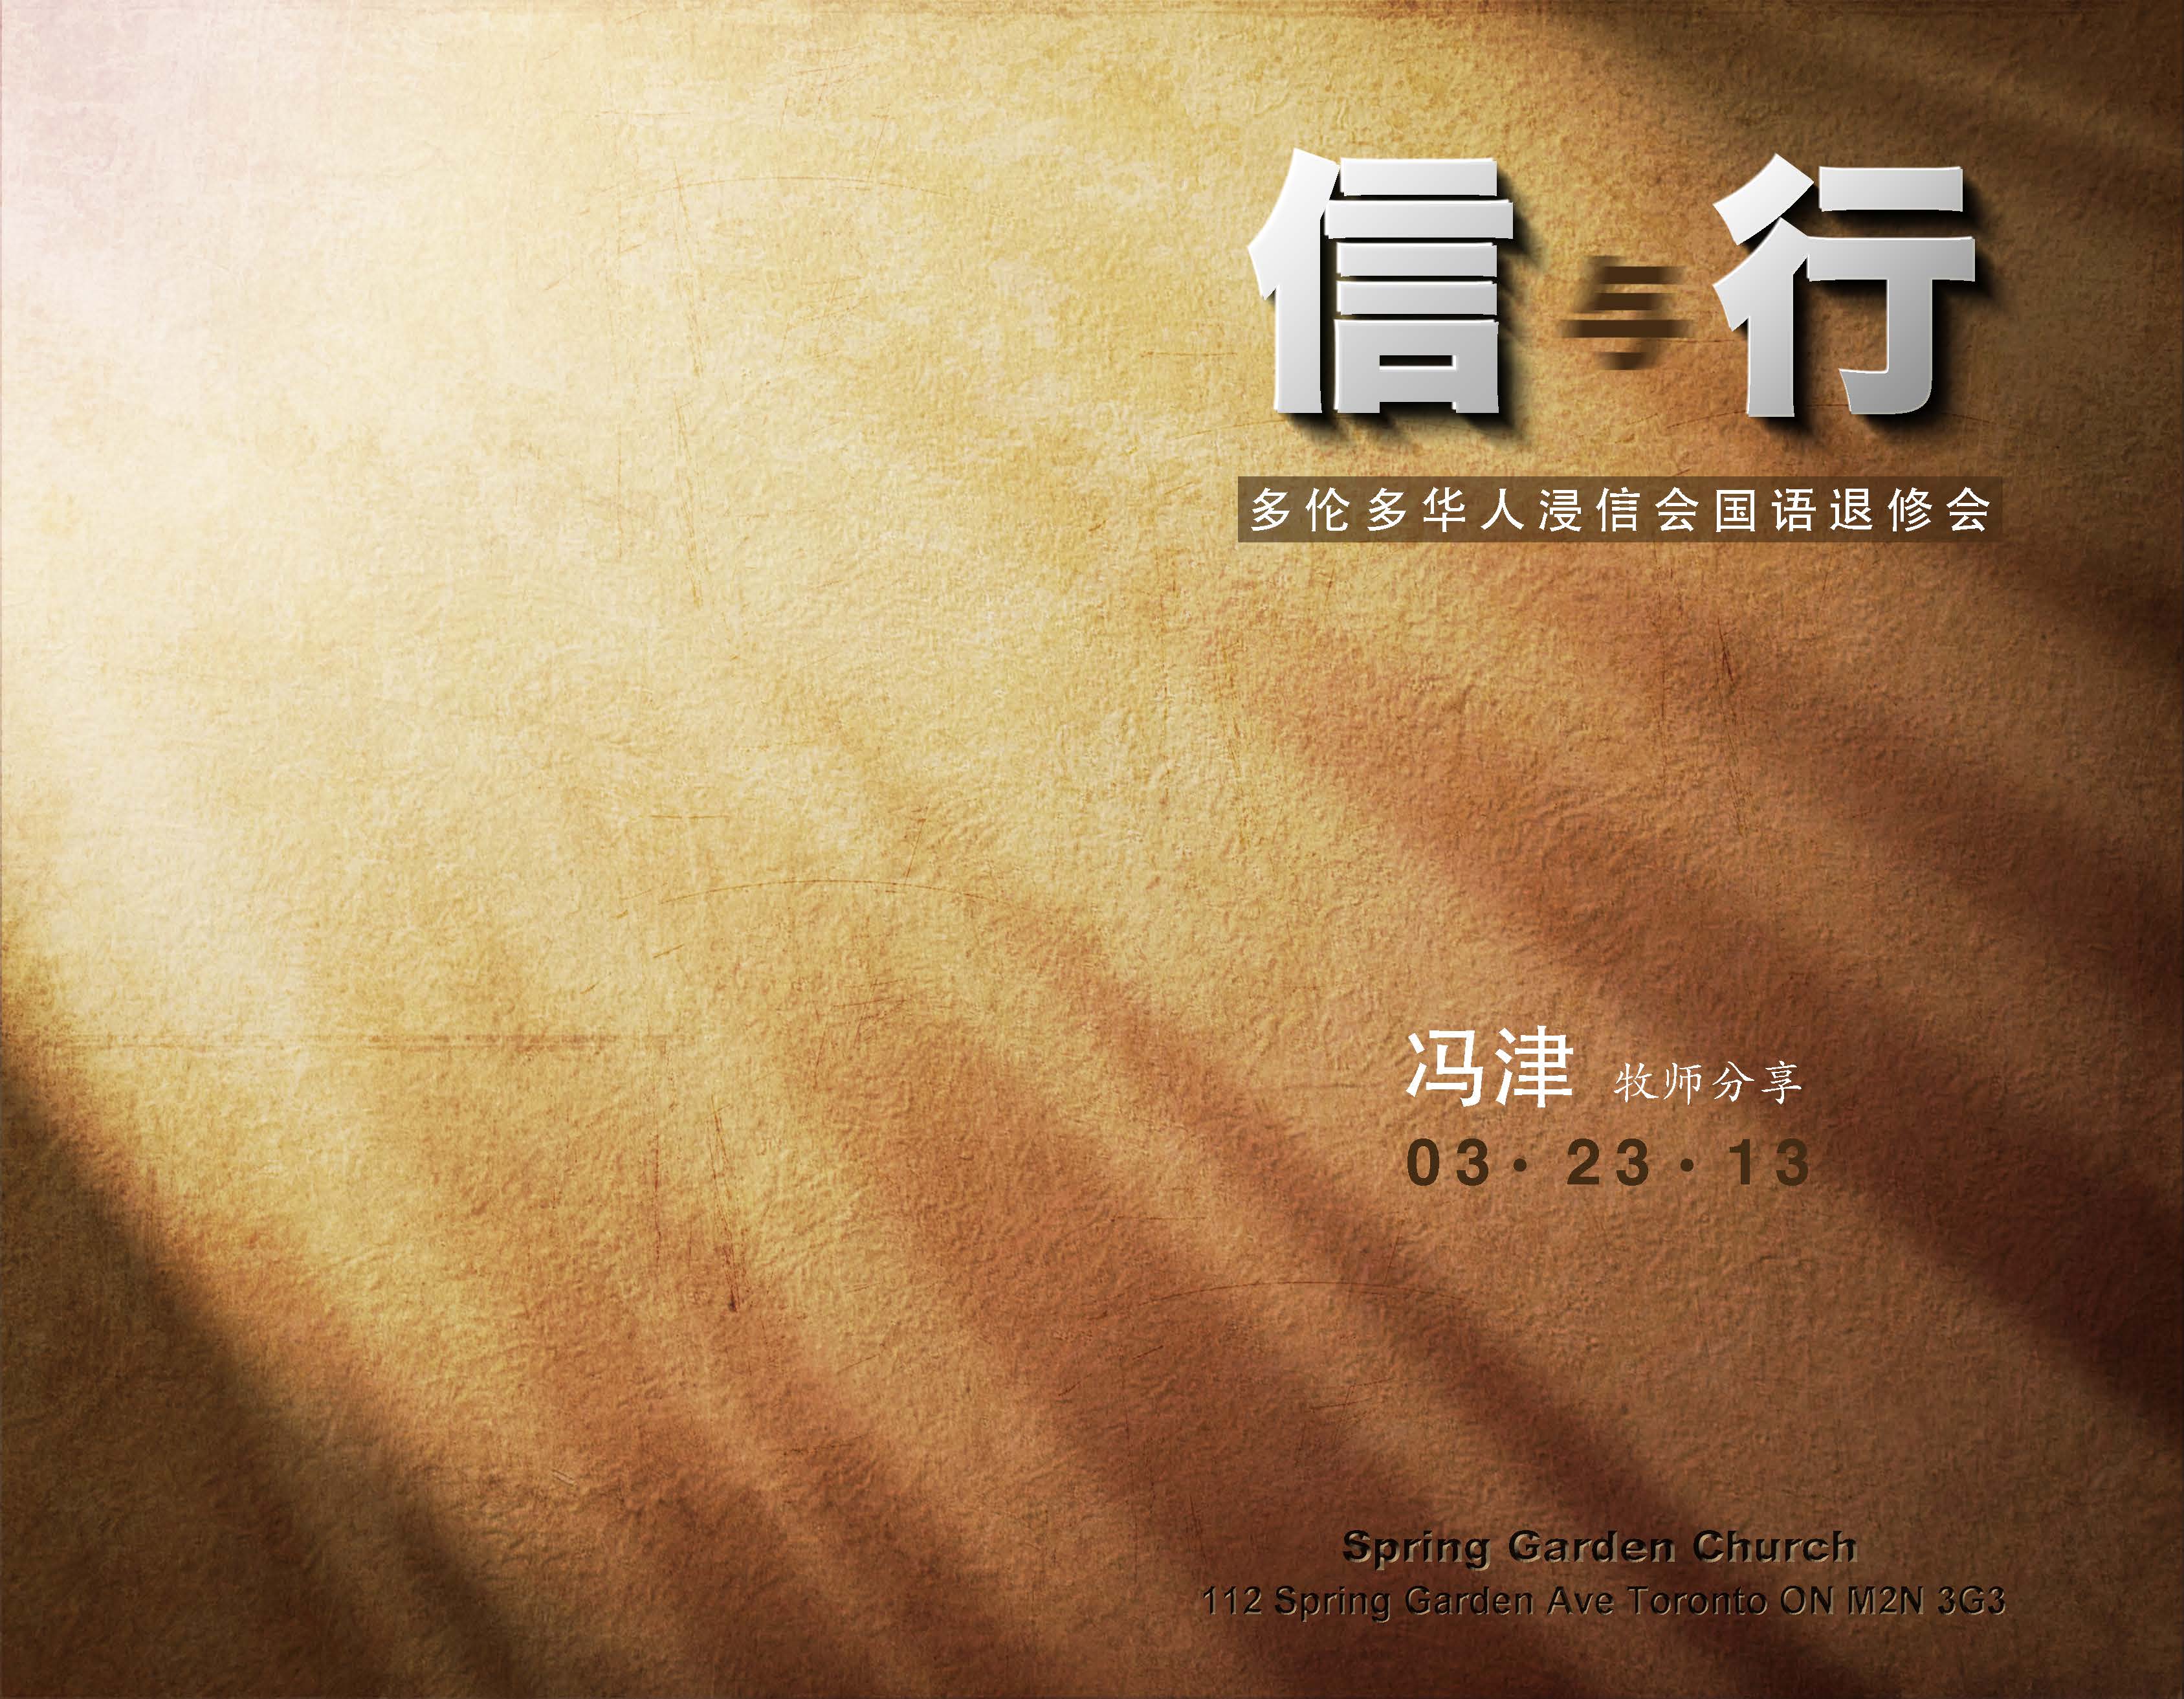 信与行
多伦多华人浸信会国语退修会
冯津 牧师分享
03·23·13
Spring Garden Church
112 Spring Garden Ave Toronto ON M2N 3G3